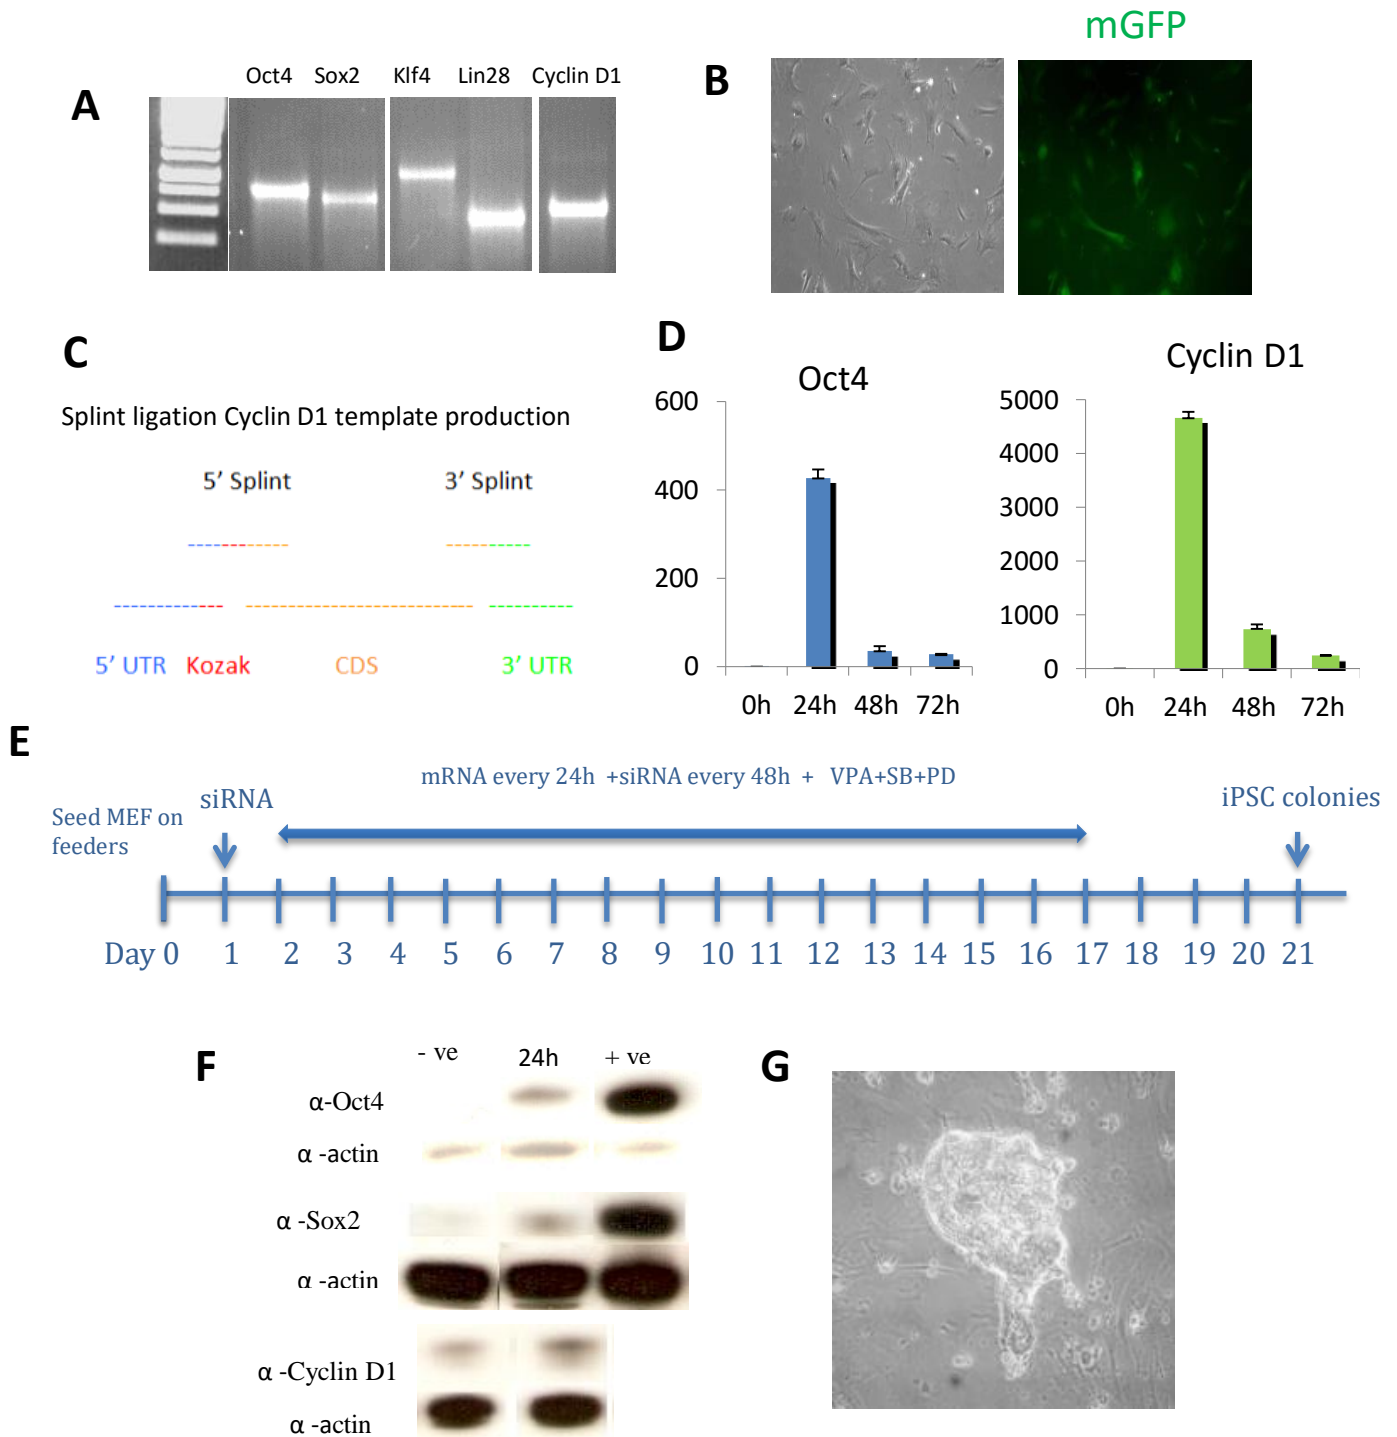 mGFP
A
Oct4 Sox2 Klf4 Lin28 Cyclin D1
B
C
Splint ligation Cyclin D1 template production
5' Splint 3' Splint
5' UTR Kozak CDS 3' UTR
D
Oct4
600
400
200
0
0h 24h 48h 72h
Cyclin D1
5000
4000
3000
2000
1000
0
0h 24h 48h 72h
E
mRNA every 24h +siRNA every 48h + VPA+SB+PD
Seed MEF on
feeders
siRNA
iPSC colonies
Day 0 1 2 3 4 5 6 7 8 9 10 11 12 13 14 15 16 17 18 19 20 21
F
- ve 24h + ve
α-Oct4
α -actin
α -Sox2
α -actin
α -Cyclin D1
α -actin
G